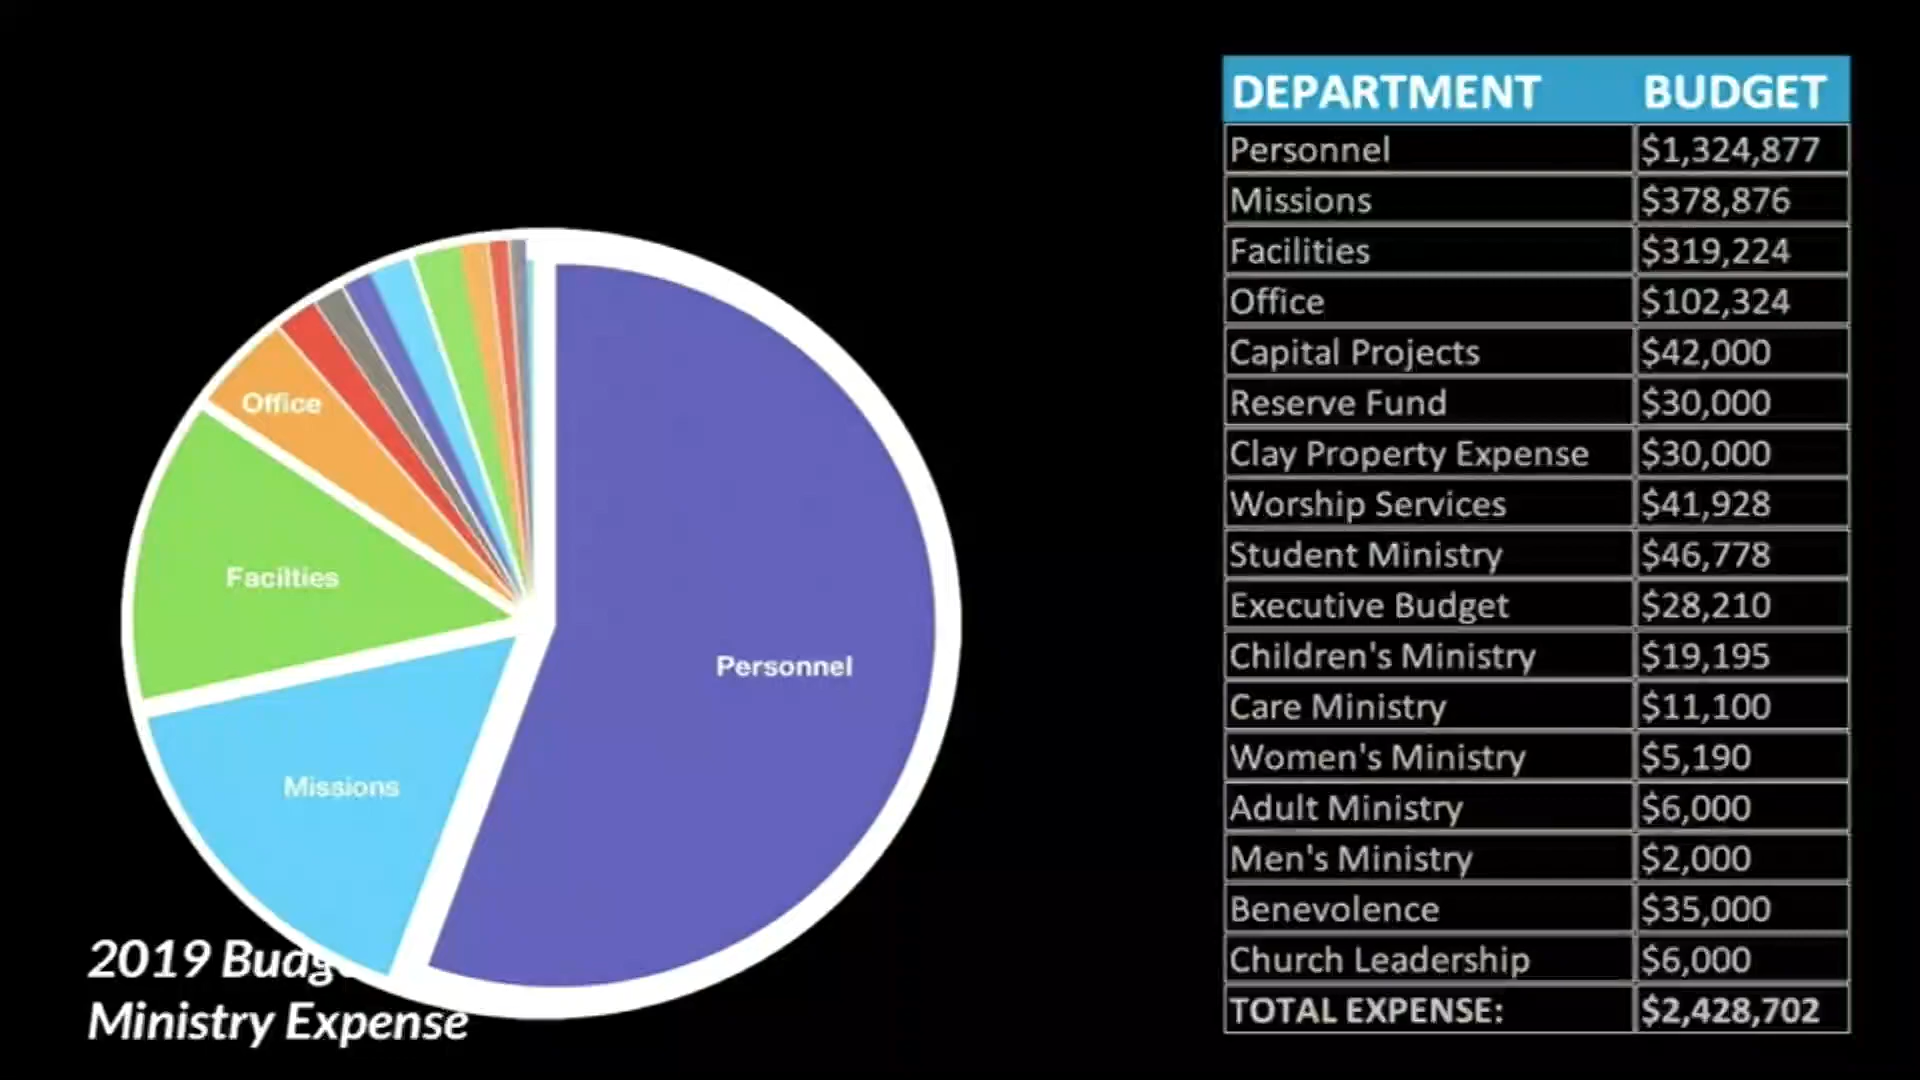 DEPARTMENT BUDGET
Personnel $1,324,877
Missions $378,876
Facilities $319,224
Office $102,324
Capital Projects $42,000
Reserve Fund $30,000
Clay Property Expense $30,000
Worship Services $41,928
Student Ministry $46,778
Executive Budget $28,210
Children's Ministry $19,195
Care Ministry $11,100
Women's Ministry $5,190
Adult Ministry $6,000
Men's Ministry $2,000
Benevolence $35,000
Church Leadership $6,000
TOTAL EXPENSE: $2,428,702
Office
Facilties
Personnel
Missions
2019
Ministry Expense